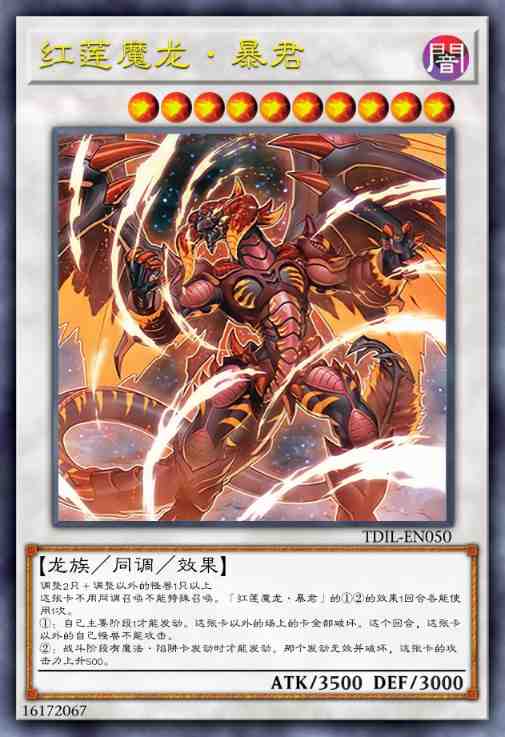 红莲魔龙·暴君
闇
TDIL-EN050
【龙族／同调／效果】
调整2只＋调整以外的怪兽1只以上
这张卡不用同调召唤不能特殊召唤。「红莲魔龙·暴君」的①②的效果1回合各能使
用1次。
①：自己主要阶段1才能发动。这张卡以外的场上的卡全部破坏。这个回合，这张卡
以外的自己怪兽不能攻击。
②：战斗阶段有魔法·陷阱卡发动时才能发动。那个发动无效并破坏，这张卡的攻
击力上升500。
ATK/3500 DEF/3000
16172067